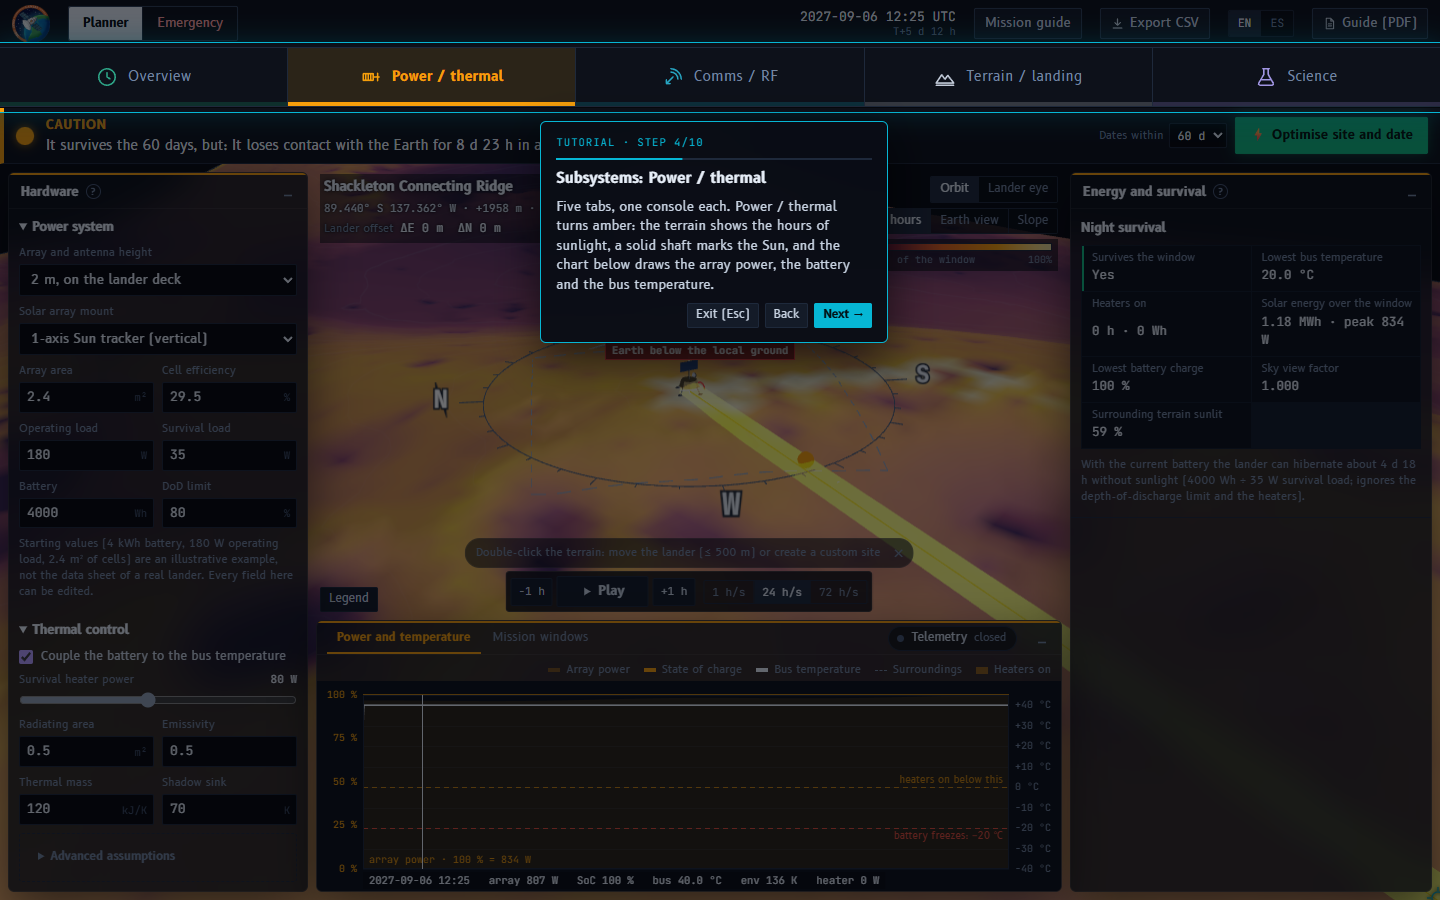 Planner
Emergency
2027-09-06 12:25 UTC
T+5 d 12 h
Mission guide
Export CSV
EN ES
Guide (PDF)
Overview
Power / thermal
Comms / RF
Terrain / landing
Science
CAUTION
It survives the 60 days, but: It loses contact with the Earth for 8 d 23 h in a
Dates within 60 d
Optimise site and date
TUTORIAL · STEP 4/10
Subsystems: Power / thermal
Five tabs, one console each. Power / thermal
turns amber: the terrain shows the hours of
sunlight, a solid shaft marks the Sun, and the
chart below draws the array power, the battery
and the bus temperature.
Exit (Esc) Back Next →
Hardware ?
Power system
Array and antenna height
2 m, on the lander deck
Solar array mount
1-axis Sun tracker (vertical)
Array area Cell efficiency
2.4 m² 29.5 %
Operating load Survival load
180 W 35 W
Battery DoD limit
4000 Wh 80 %
Starting values (4 kWh battery, 180 W operating
load, 2.4 m² of cells) are an illustrative example,
not the data sheet of a real lander. Every field here
can be edited.
Thermal control
Couple the battery to the bus temperature
Survival heater power 80 W
Radiating area Emissivity
0.5 m² 0.5
Thermal mass Shadow sink
120 kJ/K 70 K
Advanced assumptions
Shackleton Connecting Ridge
89.440° S 137.362° W · +1958 m ·
Lander offset ΔE 0 m ΔN 0 m
Orbit Lander eye
hours Earth view Slope
of the window 100%
Earth below the local ground
N
S
W
Double-click the terrain: move the lander (≤ 500 m) or create a custom site ×
Legend
-1 h Play +1 h 1 h/s 24 h/s 72 h/s
Power and temperature
Mission windows
Telemetry closed
Array power State of charge Bus temperature Surroundings Heaters on
100 %
75 %
50 %
25 %
0 %
+40 °C
+30 °C
+20 °C
+10 °C
0 °C
-10 °C
-20 °C
-30 °C
-40 °C
heaters on below this
battery freezes: −20 °C
array power · 100 % = 834 W
2027-09-06 12:25 array 807 W SoC 100 % bus 40.0 °C env 136 K heater 0 W
Energy and survival ?
Night survival
Survives the window
Yes
Lowest bus temperature
20.0 °C
Heaters on
0 h · 0 Wh
Solar energy over the window
1.18 MWh · peak 834
W
Lowest battery charge
100 %
Sky view factor
1.000
Surrounding terrain sunlit
59 %
With the current battery the lander can hibernate about 4 d 18
h without sunlight (4000 Wh ÷ 35 W survival load; ignores the
depth-of-discharge limit and the heaters).